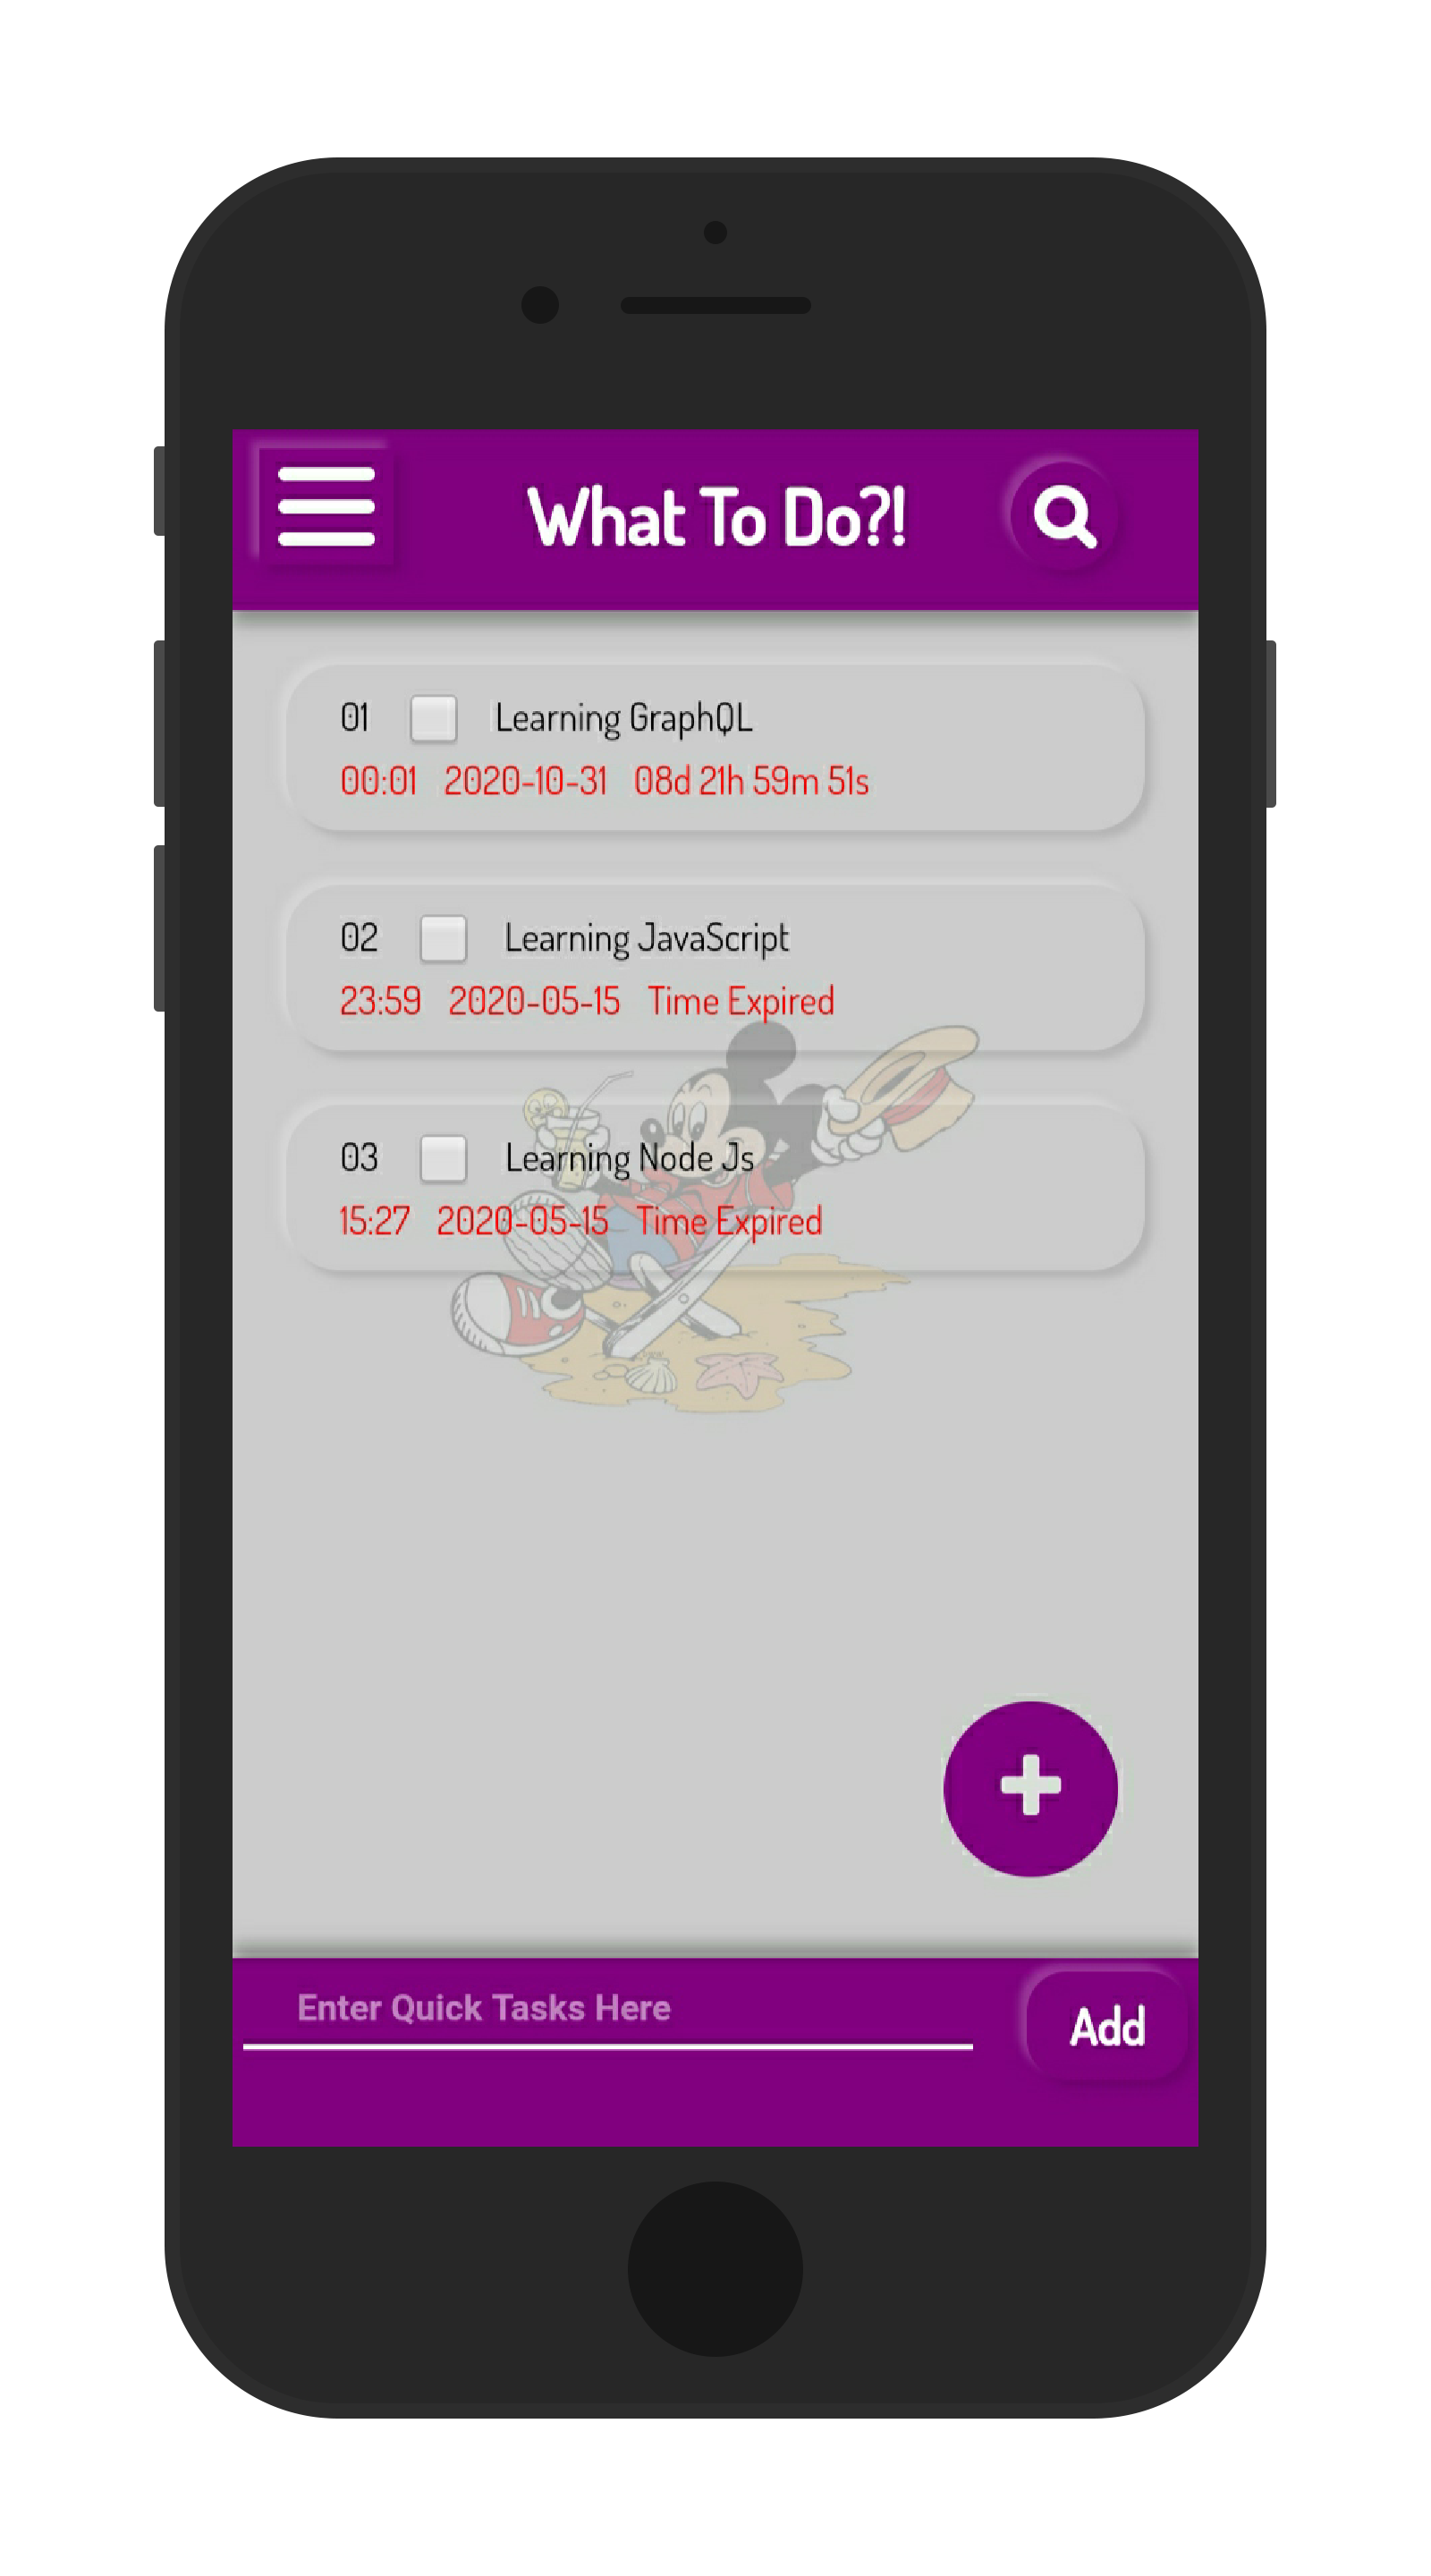 What To Do?!
01 Learning GraphQL
00:01 2020-10-31 08d 21h 59m 51s
02 Learning JavaScript
23:59 2020-05-15 Time Expired
03 Learning Node Js
15:27 2020-05-15 Time Expired
Enter Quick Tasks Here
Add